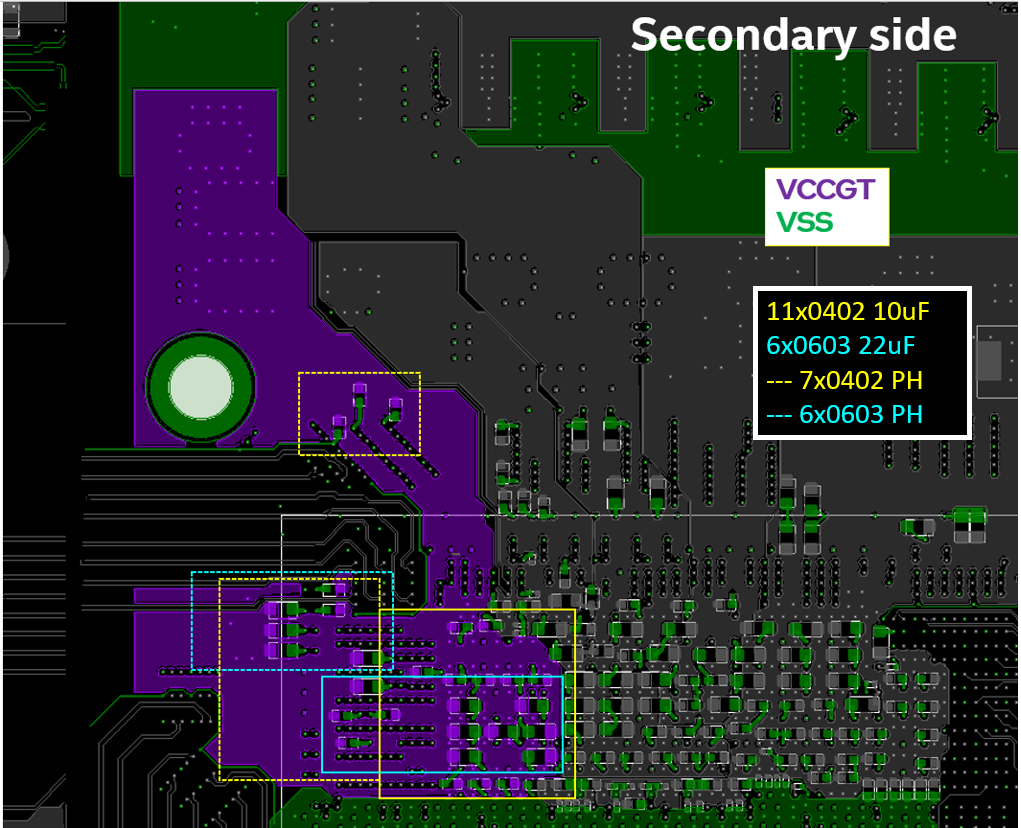 Secondary side
VCCGT
VSS
11x0402 10uF
6x0603 22uF
--- 7x0402 PH
--- 6x0603 PH